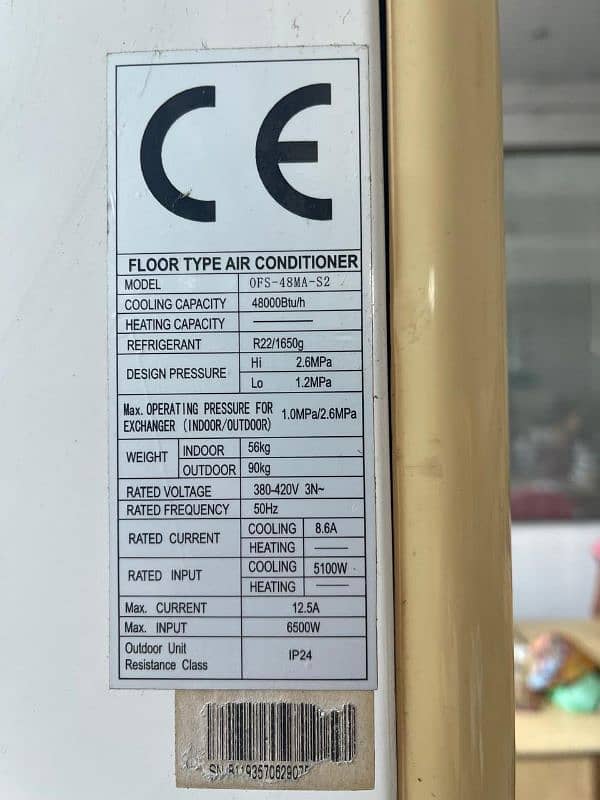 CE
FLOOR TYPE AIR CONDITIONER
MODEL OFS-48MA-S2
COOLING CAPACITY 48000Btu/h
HEATING CAPACITY ———
REFRIGERANT R22/1650g
DESIGN PRESSURE Hi 2.6MPa
Lo 1.2MPa
Max. OPERATING PRESSURE FOR
EXCHANGER (INDOOR/OUTDOOR) 1.0MPa/2.6MPa
WEIGHT INDOOR 56kg
OUTDOOR 90kg
RATED VOLTAGE 380-420V 3N~
RATED FREQUENCY 50Hz
RATED CURRENT COOLING 8.6A
HEATING ———
RATED INPUT COOLING 5100W
HEATING ———
Max. CURRENT 12.5A
Max. INPUT 6500W
Outdoor Unit
Resistance Class IP24
SN